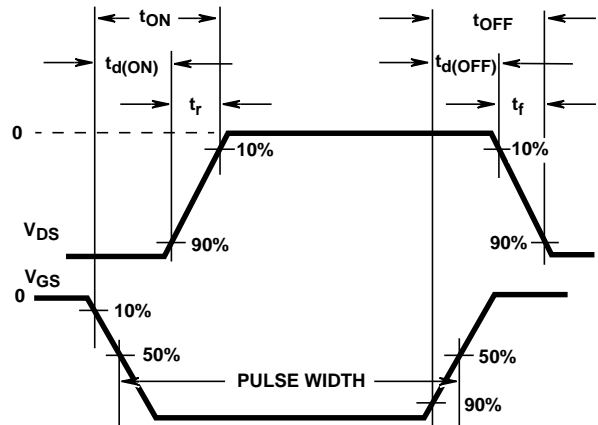 tON tOFF
td(ON) td(OFF)
tr tf
0
10% 10%
VDS
90% 90%
VGS
0
10%
50% 50%
PULSE WIDTH
90%